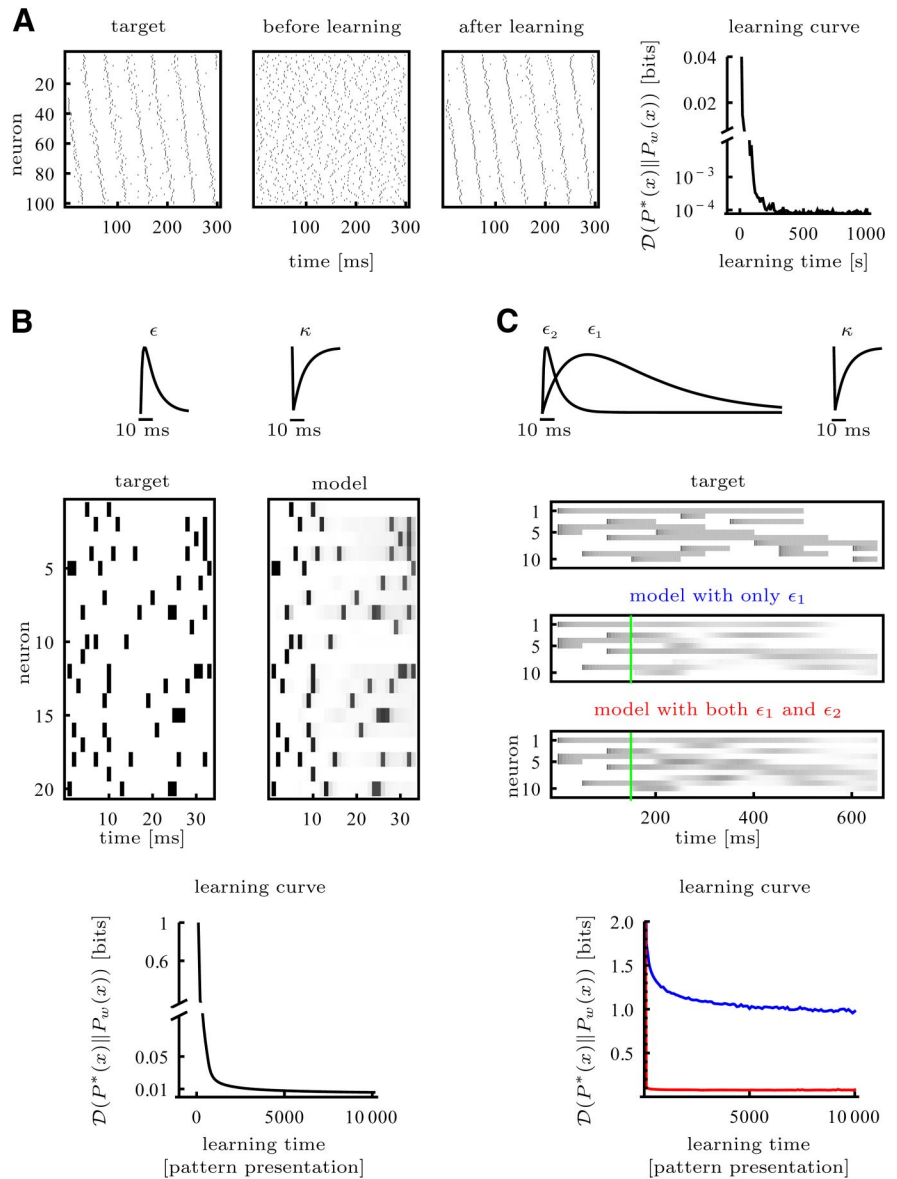 A
target
before learning
after learning
learning curve
neuron
20
40
60
80
100
100 200 300
100 200 300
100 200 300
time [ms]
D(P*(x)||P_w(x)) [bits]
0.04
0.02
10⁻³
10⁻⁴
0 500 1000
learning time [s]
B
ϵ
κ
10 ms
10 ms
target
model
neuron
5
10
15
20
10 20 30
10 20 30
time [ms]
time [ms]
learning curve
D(P*(x)||P_w(x)) [bits]
1
0.6
0.05
0.01
0 5000 10000
learning time
[pattern presentation]
C
ϵ₂ ϵ₁
κ
10 ms
10 ms
target
1
5
10
model with only ϵ₁
1
5
10
model with both ϵ₁ and ϵ₂
neuron
1
5
10
200 400 600
time [ms]
learning curve
D(P*(x)||P_w(x)) [bits]
2.0
1.0
0.5
5000 10000
learning time
[pattern presentation]